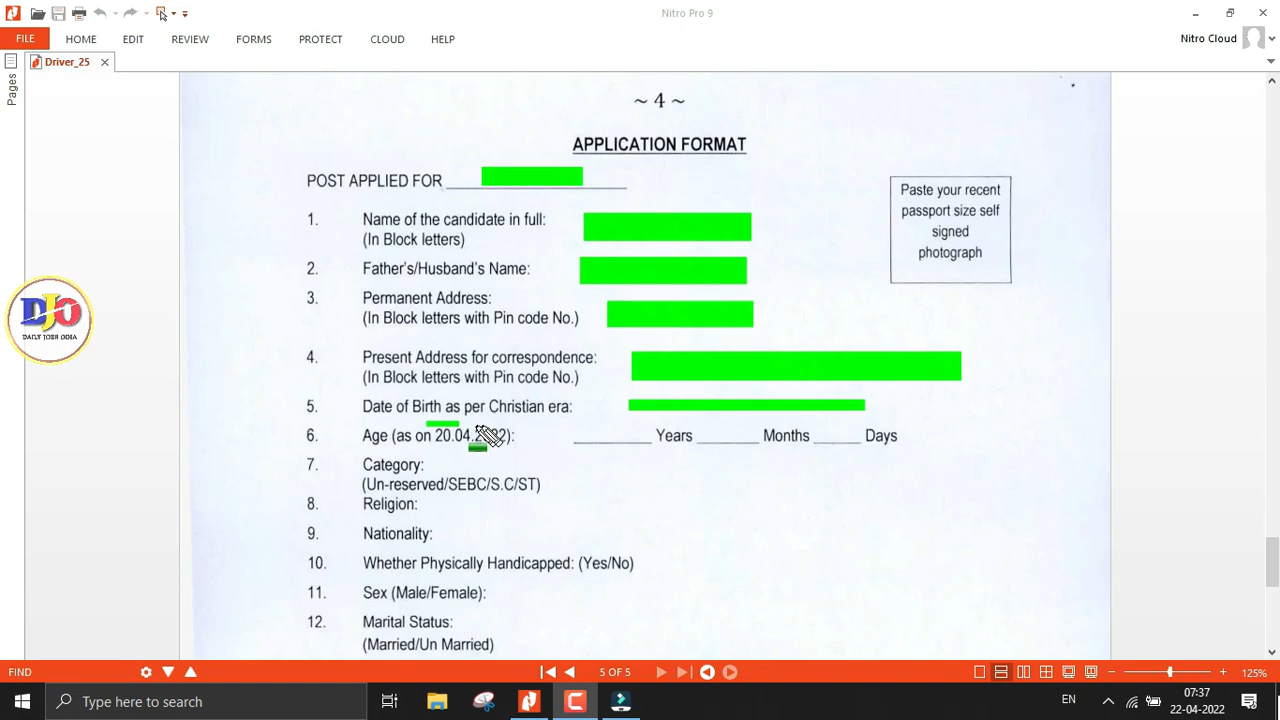 Nitro Pro 9
FILE HOME EDIT REVIEW FORMS PROTECT CLOUD HELP Nitro Cloud
Driver_25
Pages
~ 4 ~
APPLICATION FORMAT
POST APPLIED FOR
Paste your recent
passport size self
signed
photograph
1. Name of the candidate in full:
(In Block letters)
2. Father's/Husband's Name:
3. Permanent Address:
(In Block letters with Pin code No.)
4. Present Address for correspondence:
(In Block letters with Pin code No.)
5. Date of Birth as per Christian era:
6. Age (as on 20.04.2022): Years Months Days
7. Category:
(Un-reserved/SEBC/S.C/ST)
8. Religion:
9. Nationality:
10. Whether Physically Handicapped: (Yes/No)
11. Sex (Male/Female):
12. Marital Status:
(Married/Un Married)
DJO
DAILY JOBS ODIA
FIND 5 OF 5 125%
Type here to search EN 07:37
22-04-2022